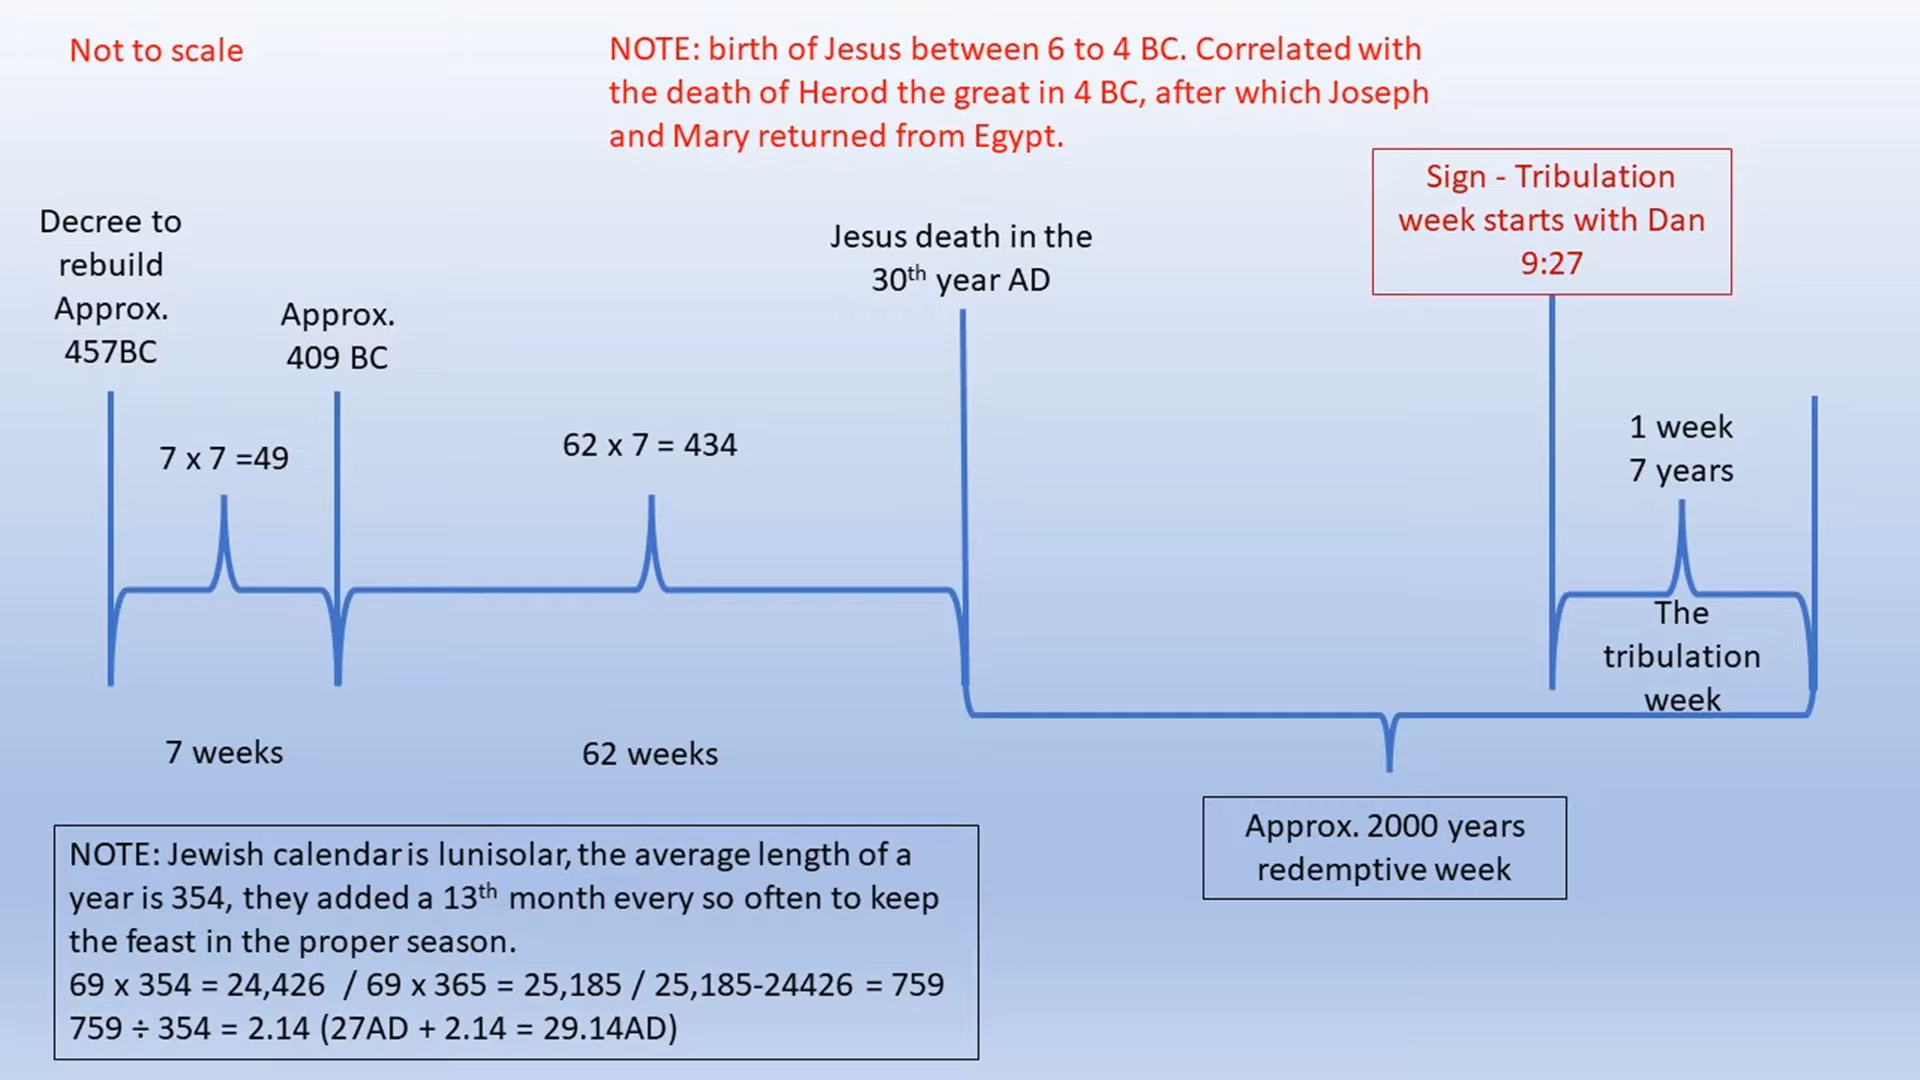 Not to scale
NOTE: birth of Jesus between 6 to 4 BC. Correlated with
the death of Herod the great in 4 BC, after which Joseph
and Mary returned from Egypt.
Sign - Tribulation
week starts with Dan
9:27
Decree to
rebuild
Approx.
457BC
Approx.
409 BC
Jesus death in the
30th year AD
7 x 7 =49
62 x 7 = 434
1 week
7 years
The
tribulation
week
7 weeks
62 weeks
Approx. 2000 years
redemptive week
NOTE: Jewish calendar is lunisolar, the average length of a
year is 354, they added a 13th month every so often to keep
the feast in the proper season.
69 x 354 = 24,426 / 69 x 365 = 25,185 / 25,185-24426 = 759
759 ÷ 354 = 2.14 (27AD + 2.14 = 29.14AD)